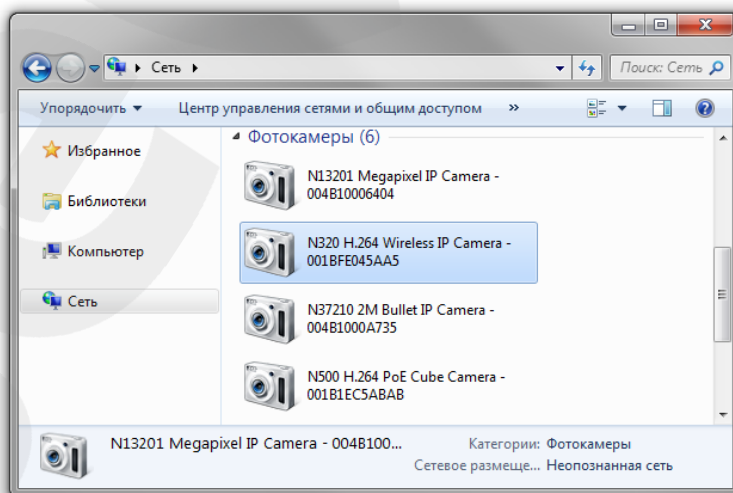 Сеть
Поиск: Сеть
Упорядочить
Центр управления сетями и общим доступом
»
Фотокамеры (6)
Избранное
Библиотеки
Компьютер
Сеть
N13201 Megapixel IP Camera -
004B10006404
N320 H.264 Wireless IP Camera -
001BFE045AA5
N37210 2M Bullet IP Camera -
004B1000A735
N500 H.264 PoE Cube Camera -
001B1EC5ABAB
N13201 Megapixel IP Camera - 004B100...
Категории: Фотокамеры
Сетевое размеще... Неопознанная сеть